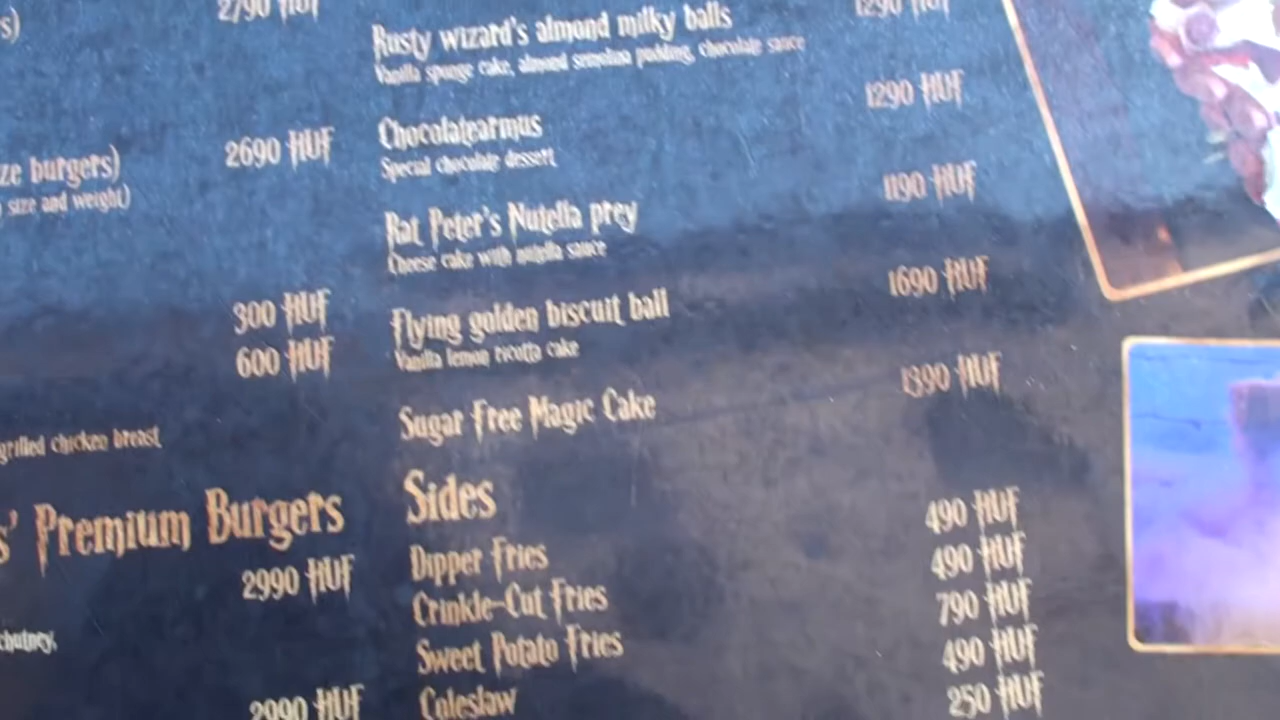 s)
2790 HUF
ze burgers)
2690 HUF
size and weight)
300 HUF
600 HUF
grilled chicken breast
s' Premium Burgers
2990 HUF
chutney,
2990 HUF
1290 HUF
Rusty wizard's almond milky balls
Vanilla sponge cake, almond semolina pudding, chocolate sauce
1290 HUF
Chocolatearmus
Special chocolate dessert
1190 HUF
Rat Peter's Nutella prey
Cheese cake with nutella sauce
1690 HUF
Flying golden biscuit ball
Vanilla lemon ricotta cake
1390 HUF
Sugar Free Magic Cake
Sides
490 HUF
Dipper Fries
490 HUF
Crinkle-Cut Fries
790 HUF
Sweet Potato Fries
490 HUF
Coleslaw
250 HUF